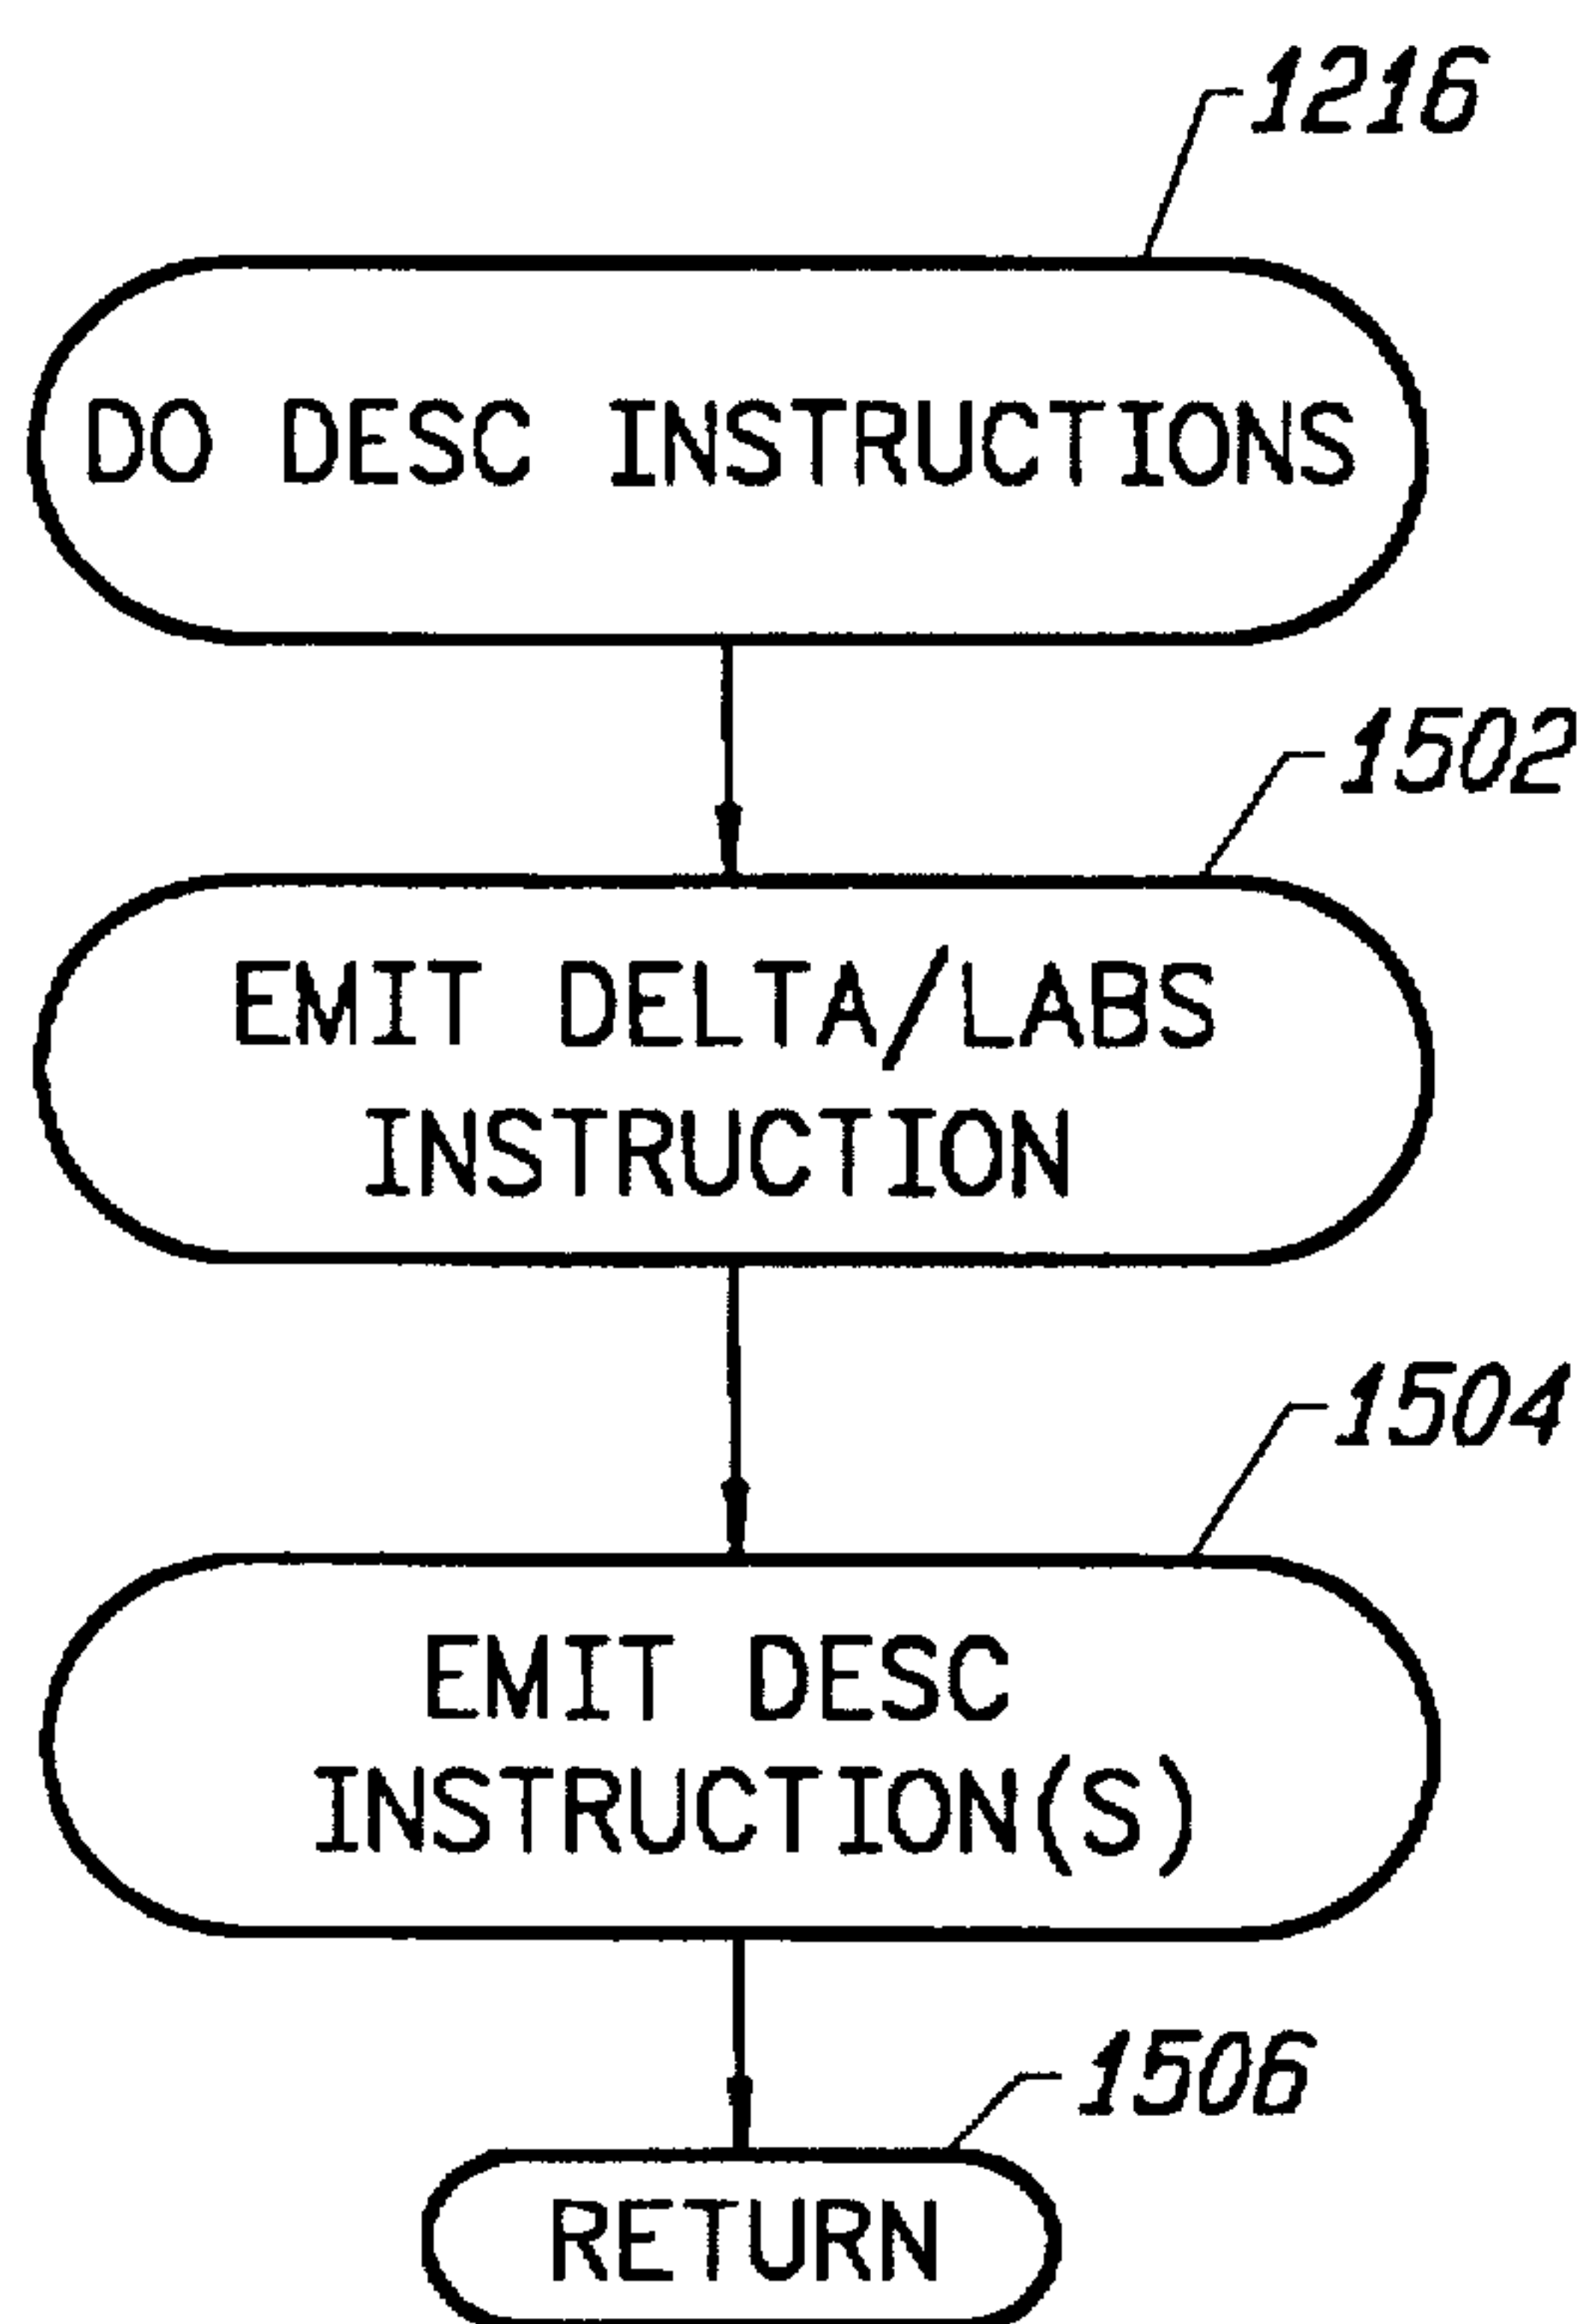 1216
DO DESC INSTRUCTIONS
1502
EMIT DELTA/LABS
INSTRUCTION
1504
EMIT DESC
INSTRUCTION(S)
1506
RETURN